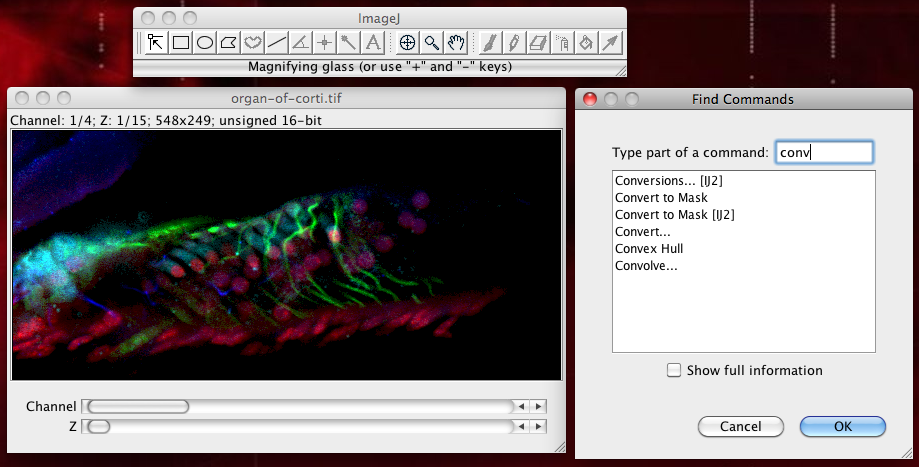 ImageJ
A
Magnifying glass (or use "+" and "-" keys)
organ-of-corti.tif
Channel: 1/4; Z: 1/15; 548x249; unsigned 16-bit
Channel
Z
Find Commands
Type part of a command: conv
Conversions... [IJ2]
Convert to Mask
Convert to Mask [IJ2]
Convert...
Convex Hull
Convolve...
Show full information
Cancel OK